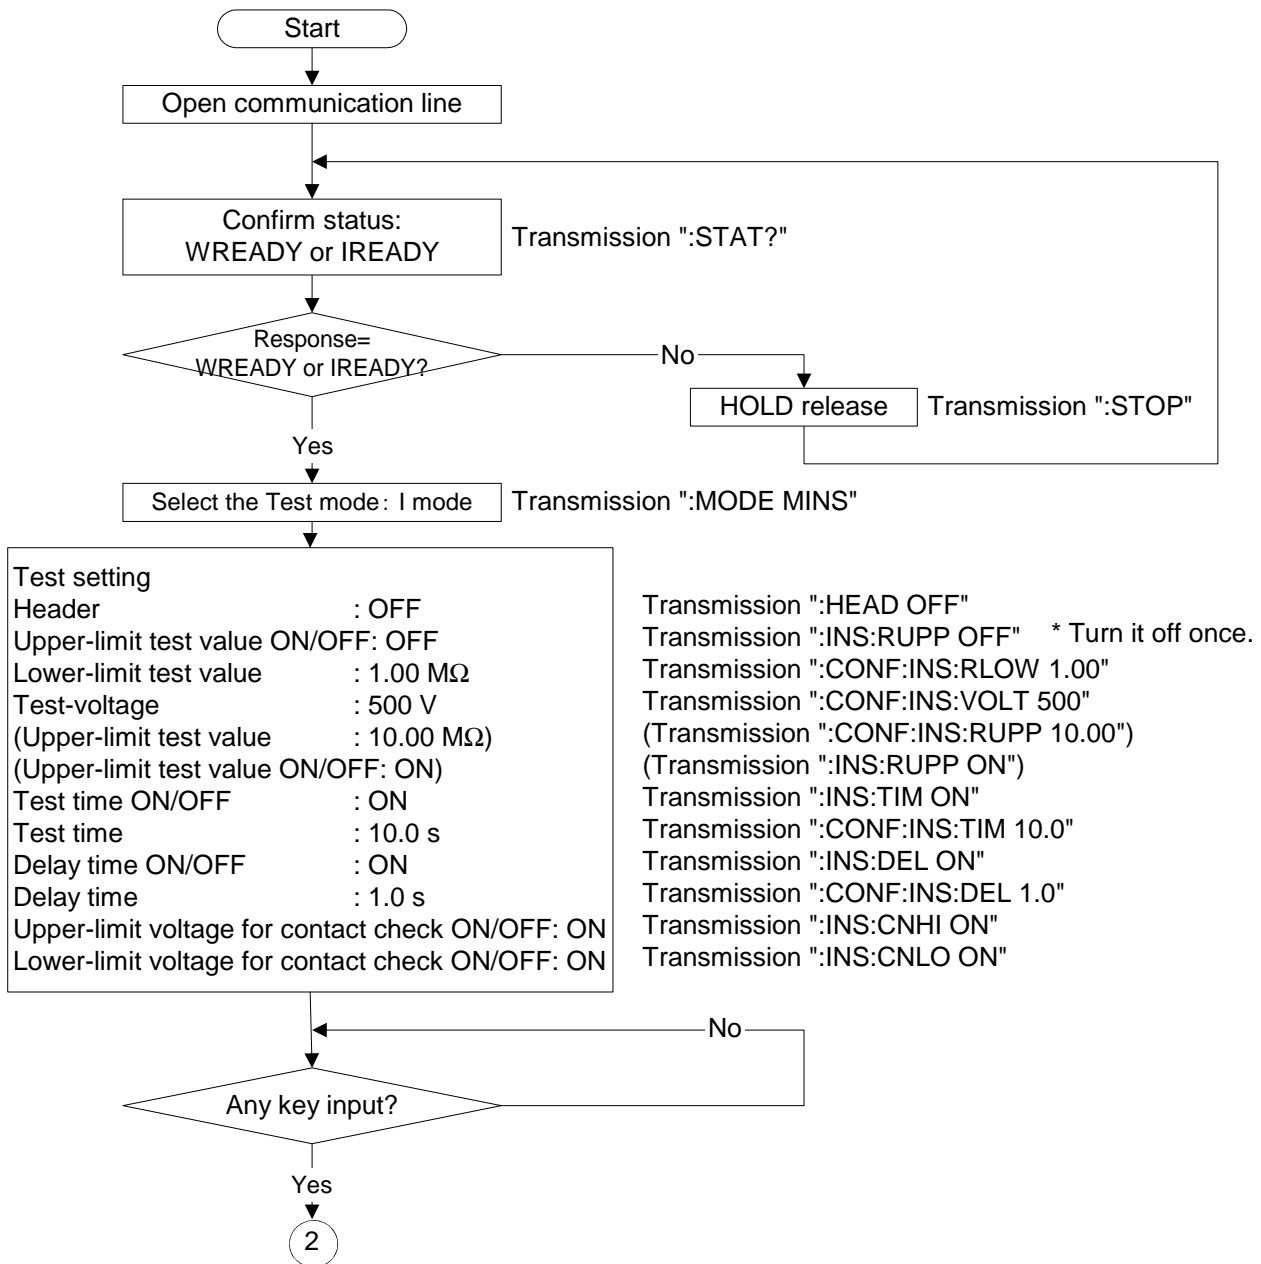 Start
Open communication line
Confirm status:
WREADY or IREADY
Transmission ":STAT?"
Response=
WREADY or IREADY?
No
HOLD release
Transmission ":STOP"
Yes
Select the Test mode: I mode
Transmission ":MODE MINS"
Test setting
Header : OFF
Transmission ":HEAD OFF"
Upper-limit test value ON/OFF: OFF
Transmission ":INS:RUPP OFF" * Turn it off once.
Lower-limit test value : 1.00 MΩ
Transmission ":CONF:INS:RLOW 1.00"
Test-voltage : 500 V
Transmission ":CONF:INS:VOLT 500"
(Upper-limit test value : 10.00 MΩ)
(Transmission ":CONF:INS:RUPP 10.00")
(Upper-limit test value ON/OFF: ON)
(Transmission ":INS:RUPP ON")
Test time ON/OFF : ON
Transmission ":INS:TIM ON"
Test time : 10.0 s
Transmission ":CONF:INS:TIM 10.0"
Delay time ON/OFF : ON
Transmission ":INS:DEL ON"
Delay time : 1.0 s
Transmission ":CONF:INS:DEL 1.0"
Upper-limit voltage for contact check ON/OFF: ON
Transmission ":INS:CNHI ON"
Lower-limit voltage for contact check ON/OFF: ON
Transmission ":INS:CNLO ON"
No
Any key input?
Yes
2